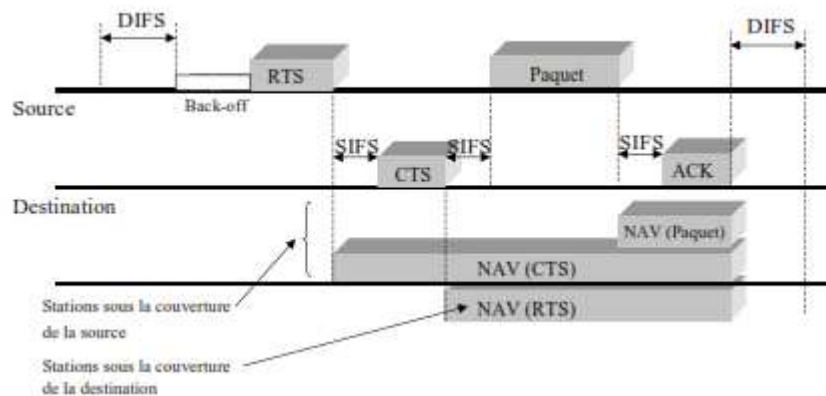 DIFS
DIFS
RTS
Paquet
Back-off
Source
SIFS
SIFS
SIFS
CTS
ACK
Destination
NAV (Paquet)
NAV (CTS)
NAV (RTS)
Stations sous la couverture
de la source
Stations sous la couverture
de la destination